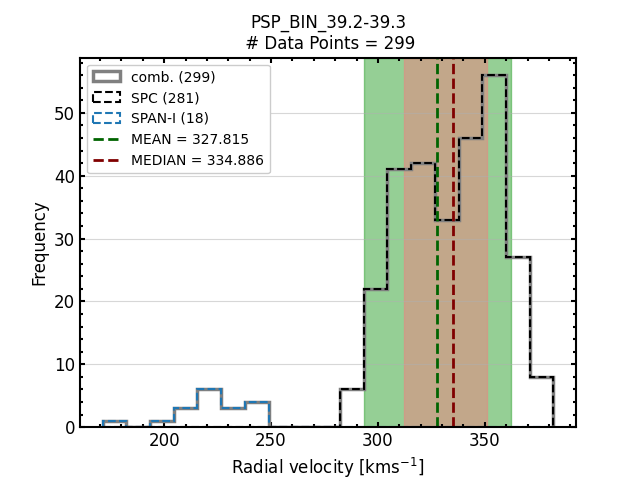 PSP_BIN_39.2-39.3
# Data Points = 299
comb. (299)
SPC (281)
SPAN-I (18)
MEAN = 327.815
MEDIAN = 334.886
Frequency
50
40
30
20
10
0
200 250 300 350
Radial velocity [kms⁻¹]